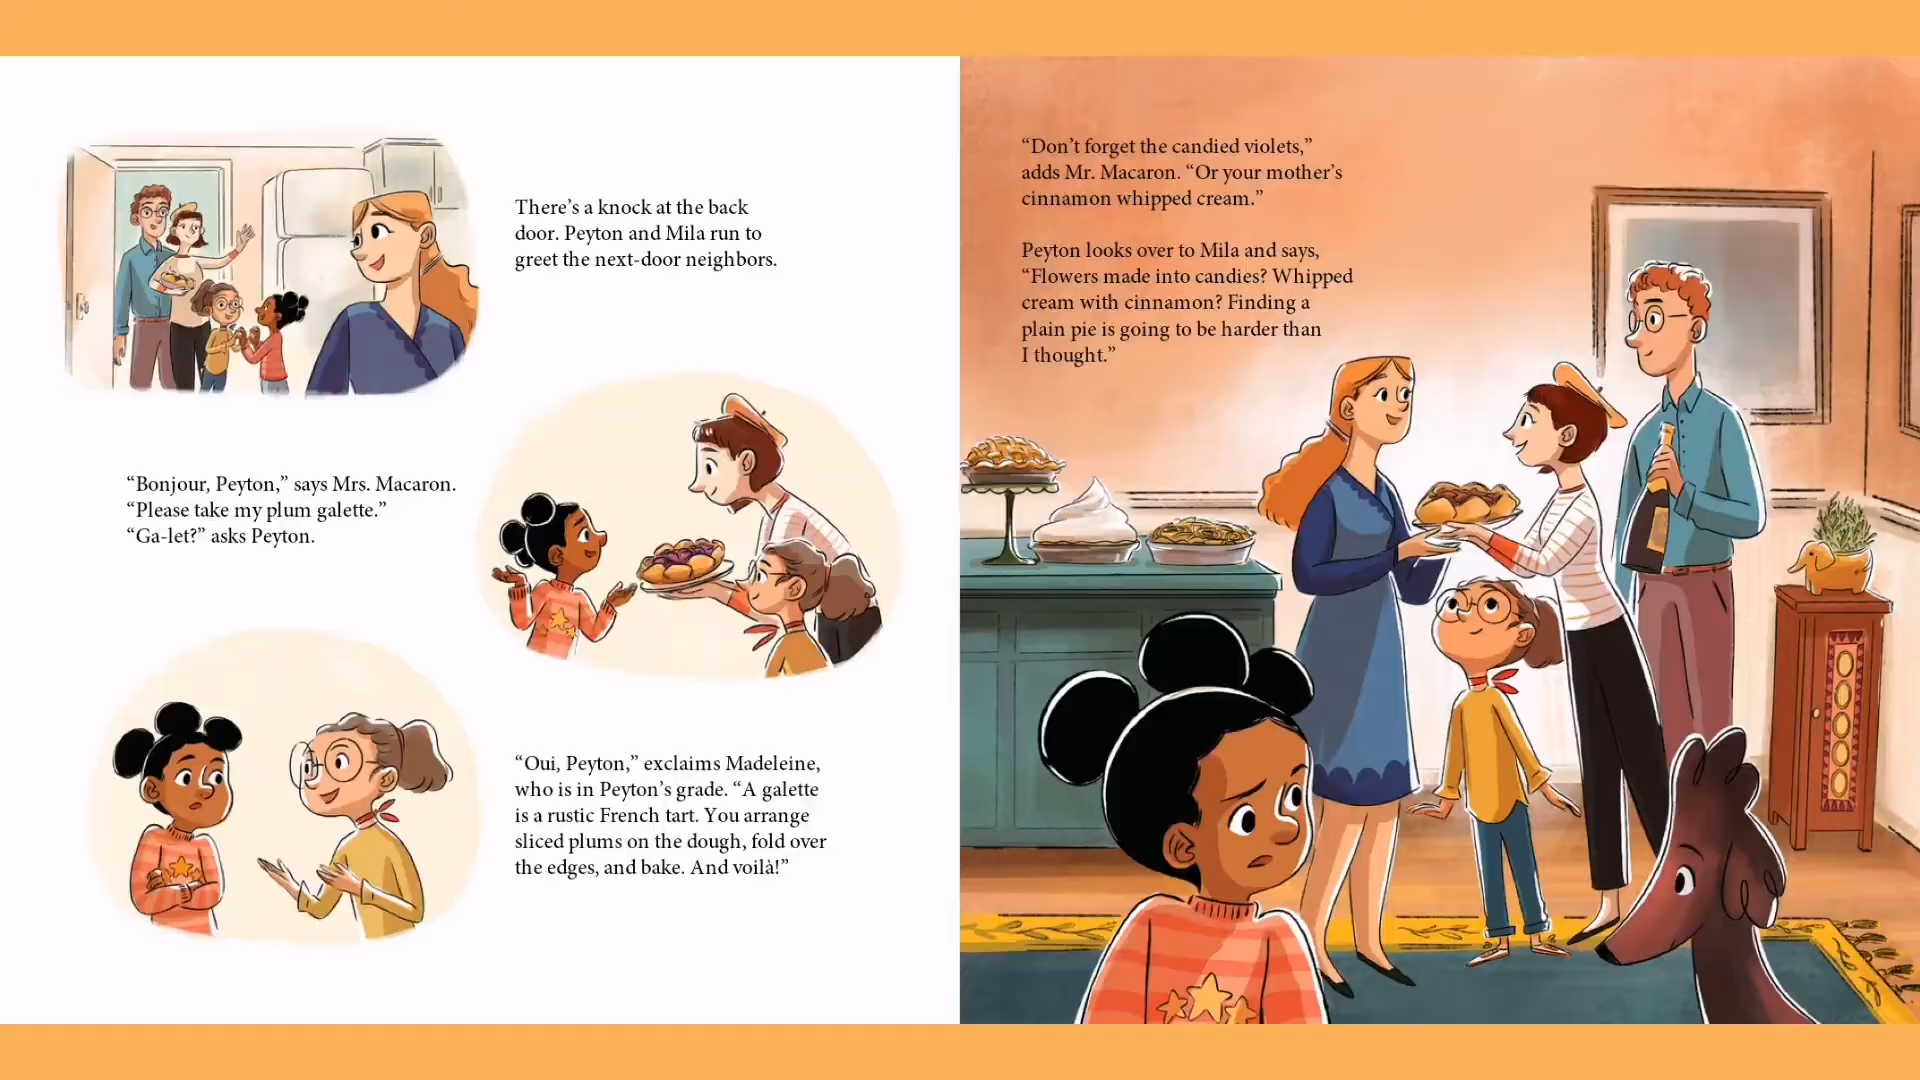 There’s a knock at the back
door. Peyton and Mila run to
greet the next-door neighbors.
“Bonjour, Peyton,” says Mrs. Macaron.
“Please take my plum galette.”
“Ga-let?” asks Peyton.
“Oui, Peyton,” exclaims Madeleine,
who is in Peyton’s grade. “A galette
is a rustic French tart. You arrange
sliced plums on the dough, fold over
the edges, and bake. And voilà!”
“Don’t forget the candied violets,”
adds Mr. Macaron. “Or your mother’s
cinnamon whipped cream.”
Peyton looks over to Mila and says,
“Flowers made into candies? Whipped
cream with cinnamon? Finding a
plain pie is going to be harder than
I thought.”